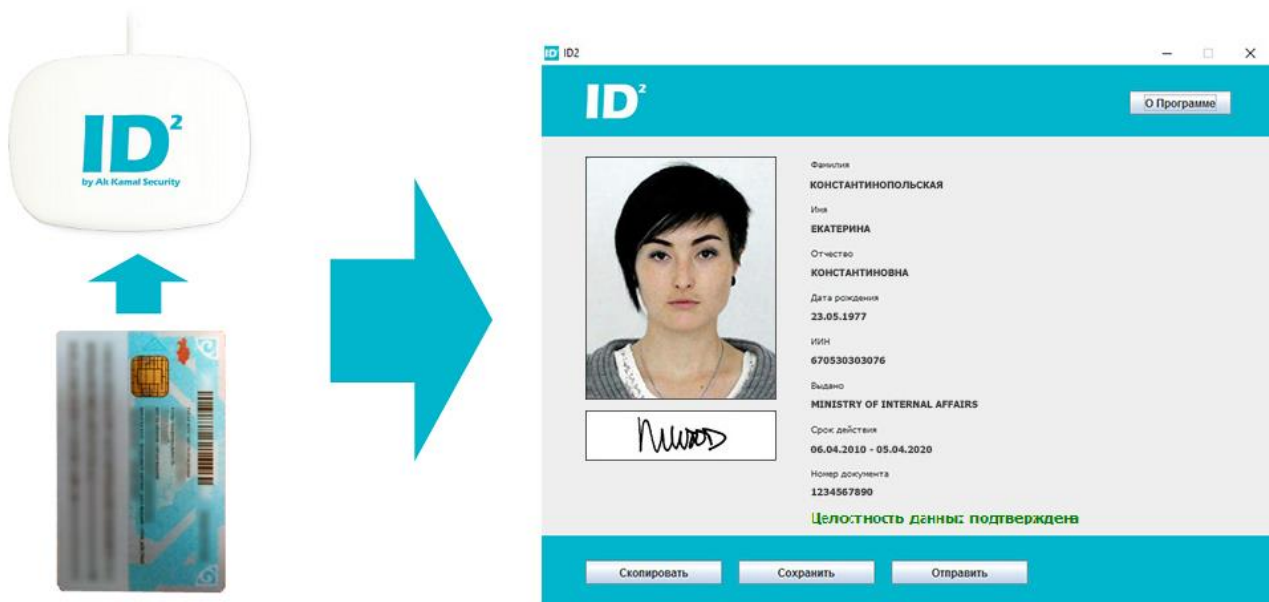 ID²
by Ak Kamal Security
ID² ID2
ID²
О Программе
Фамилия
КОНСТАНТИНОПОЛЬСКАЯ
Имя
ЕКАТЕРИНА
Отчество
КОНСТАНТИНОВНА
Дата рождения
23.05.1977
ИИН
670530303076
Выдано
MINISTRY OF INTERNAL AFFAIRS
Срок действия
06.04.2010 - 05.04.2020
Номер документа
1234567890
Целостность данных подтверждена
Скопировать Сохранить Отправить